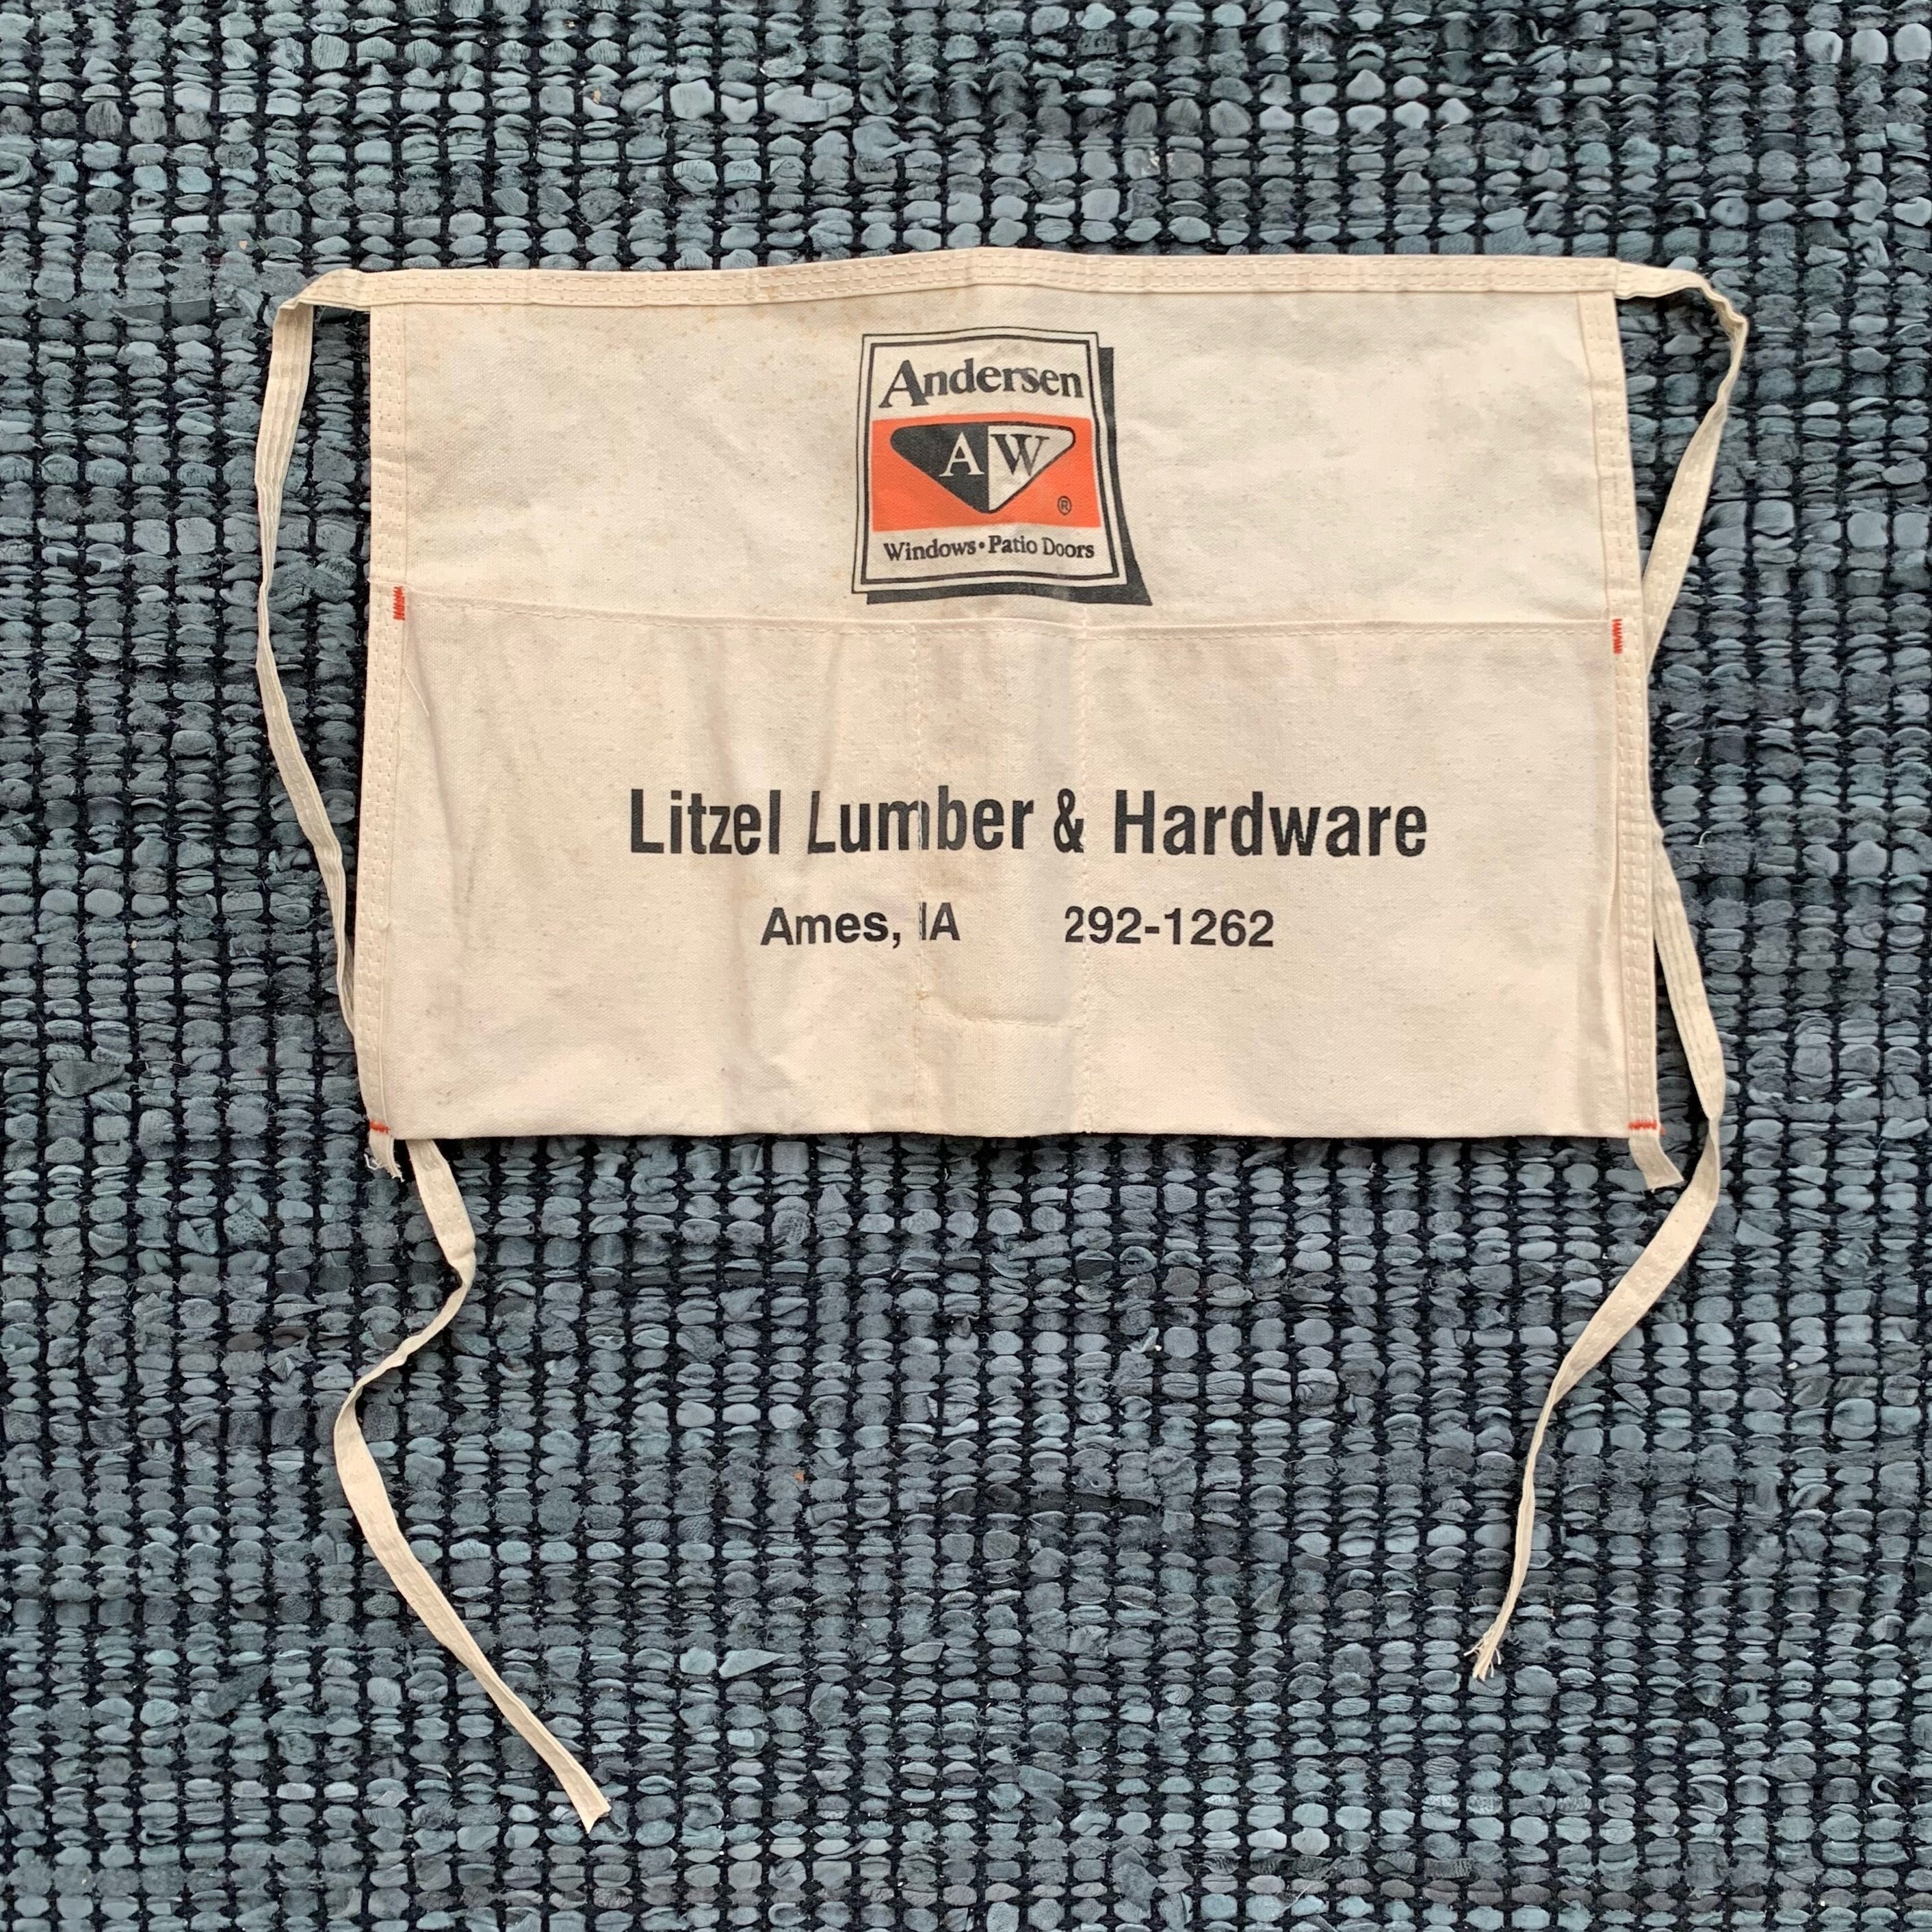 Andersen
AW
®
Windows•Patio Doors
Litzel Lumber & Hardware
Ames, IA 292-1262